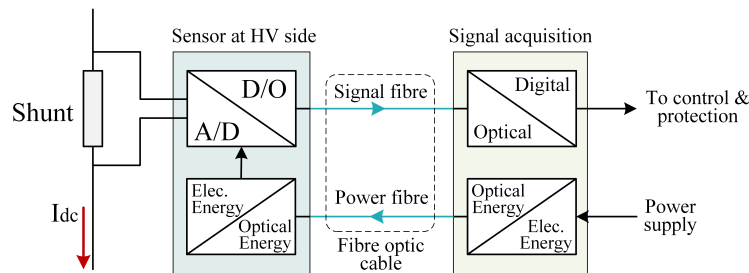 Sensor at HV side
Signal acquisition
D/O
A/D
Signal fibre
Digital
Optical
To control &
protection
Shunt
Elec.
Energy
Optical
Energy
Power fibre
Optical
Energy
Elec.
Energy
Power
supply
Idc
Fibre optic
cable